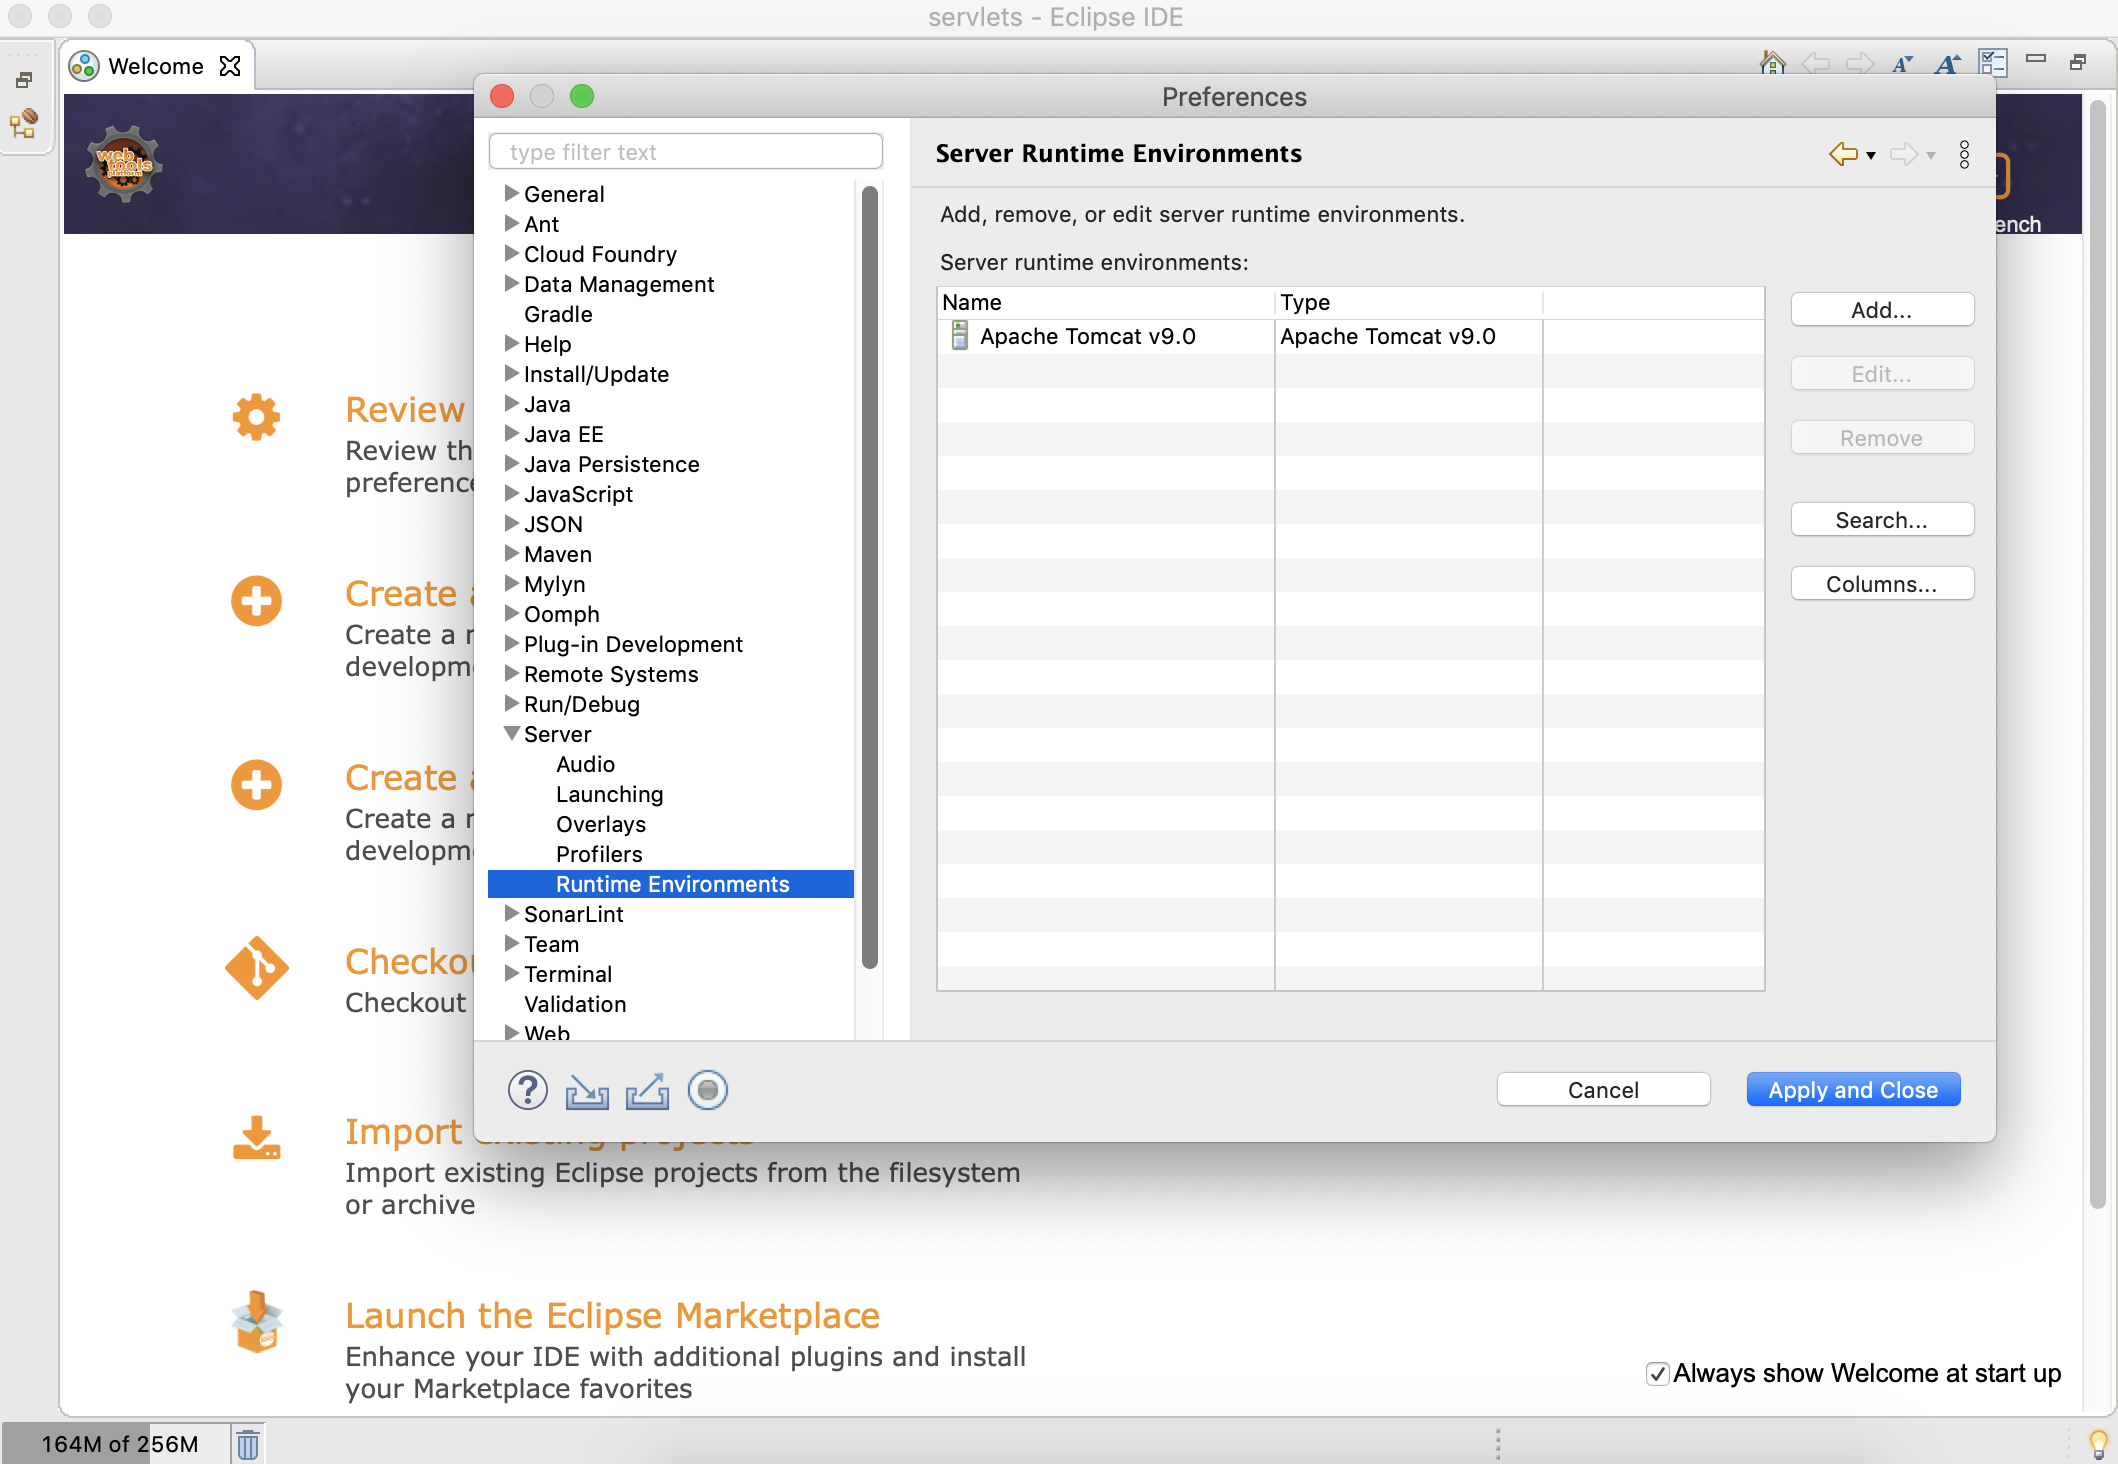 servlets - Eclipse IDE
Welcome
Preferences
web tools platform
type filter text
General
Ant
Cloud Foundry
Data Management
Gradle
Help
Install/Update
Java
Java EE
Java Persistence
JavaScript
JSON
Maven
Mylyn
Oomph
Plug-in Development
Remote Systems
Run/Debug
Server
Audio
Launching
Overlays
Profilers
Runtime Environments
SonarLint
Team
Terminal
Validation
Web
Server Runtime Environments
Add, remove, or edit server runtime environments.
Server runtime environments:
Name Type
Apache Tomcat v9.0 Apache Tomcat v9.0
Add...
Edit...
Remove
Search...
Columns...
Cancel
Apply and Close
ench
Review
Review th
preference
Create a
Create a
developm
Create a
Create a
developm
Checkou
Checkout
Import existing projects
Import existing Eclipse projects from the filesystem
or archive
Launch the Eclipse Marketplace
Enhance your IDE with additional plugins and install
your Marketplace favorites
Always show Welcome at start up
164M of 256M